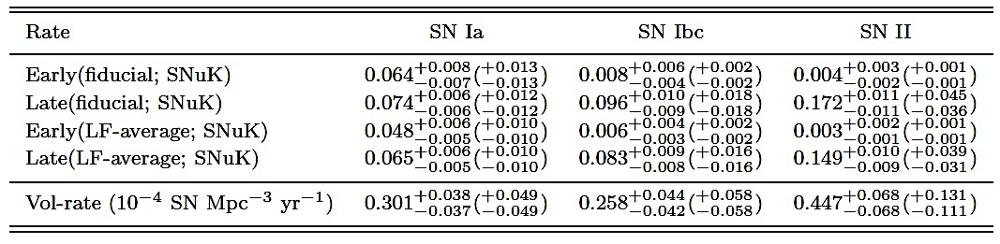 Rate SN Ia SN Ibc SN II
Early(fiducial; SNuK) 0.064^{+0.008}_{-0.007}(^{+0.013}_{-0.013}) 0.008^{+0.006}_{-0.004}(^{+0.002}_{-0.002}) 0.004^{+0.003}_{-0.002}(^{+0.001}_{-0.001})
Late(fiducial; SNuK) 0.074^{+0.006}_{-0.006}(^{+0.012}_{-0.012}) 0.096^{+0.010}_{-0.009}(^{+0.018}_{-0.018}) 0.172^{+0.011}_{-0.011}(^{+0.045}_{-0.036})
Early(LF-average; SNuK) 0.048^{+0.006}_{-0.005}(^{+0.010}_{-0.010}) 0.006^{+0.004}_{-0.003}(^{+0.002}_{-0.002}) 0.003^{+0.002}_{-0.001}(^{+0.001}_{-0.001})
Late(LF-average; SNuK) 0.065^{+0.006}_{-0.005}(^{+0.010}_{-0.010}) 0.083^{+0.009}_{-0.008}(^{+0.016}_{-0.016}) 0.149^{+0.010}_{-0.009}(^{+0.039}_{-0.031})
Vol-rate (10^{−4} SN Mpc^{−3} yr^{−1}) 0.301^{+0.038}_{-0.037}(^{+0.049}_{-0.049}) 0.258^{+0.044}_{-0.042}(^{+0.058}_{-0.058}) 0.447^{+0.068}_{-0.068}(^{+0.131}_{-0.111})